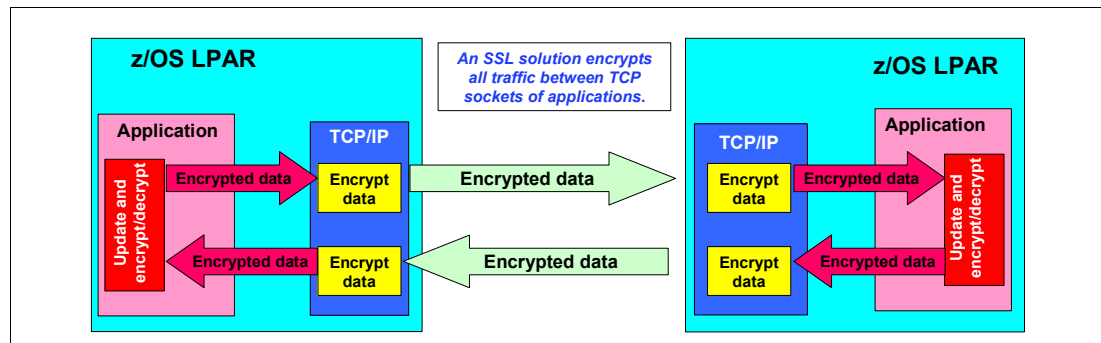 z/OS LPAR
An SSL solution encrypts
all traffic between TCP
sockets of applications.
z/OS LPAR
Application
TCP/IP
Update and
encrypt/decrypt
Encrypted data
Encrypt
data
Encrypted data
Encrypt
data
Encrypted data
Encrypted data
TCP/IP
Application
Encrypt
data
Encrypted data
Encrypt
data
Encrypted data
Update and
encrypt/decrypt